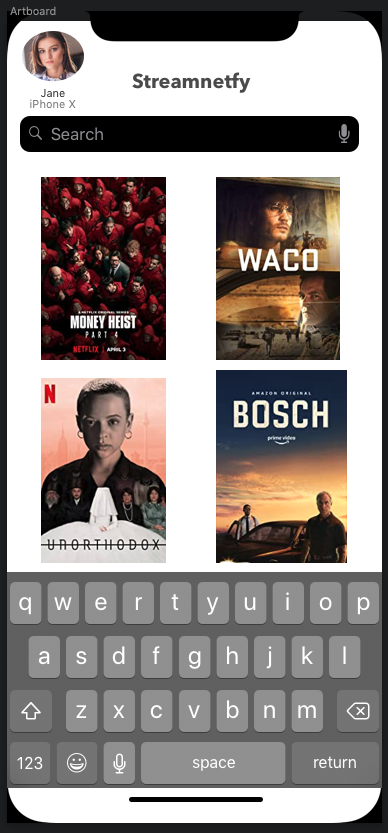 Artboard
Jane
iPhone X
Streamnetfy
Search
A NETFLIX ORIGINAL SERIES
MONEY HEIST
PART 4
NETFLIX | APRIL 3
WACO
N
UNORTHODOX
AMAZON ORIGINAL
BOSCH
prime video
q w e r t y u i o p
a s d f g h j k l
z x c v b n m
123 space return